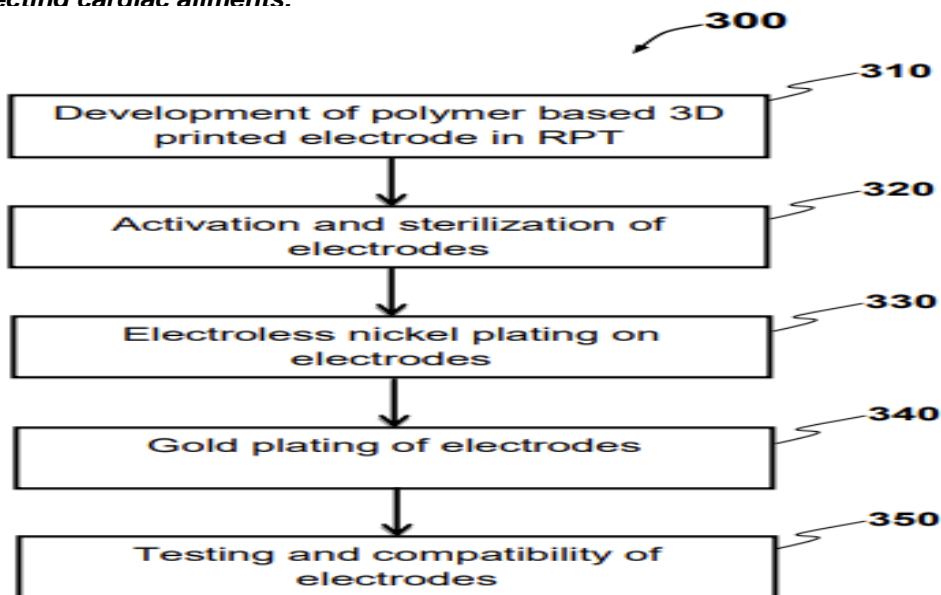 cardiac ailments.
300
310
Development of polymer based 3D
printed electrode in RPT
320
Activation and sterilization of
electrodes
330
Electroless nickel plating on
electrodes
340
Gold plating of electrodes
350
Testing and compatibility of
electrodes